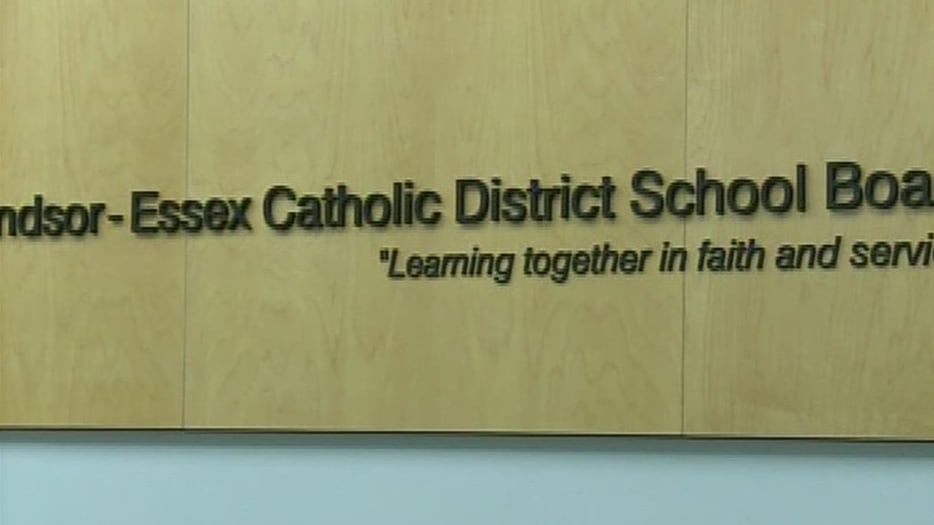 ndsor-Essex Catholic District School Boa
"Learning together in faith and servi